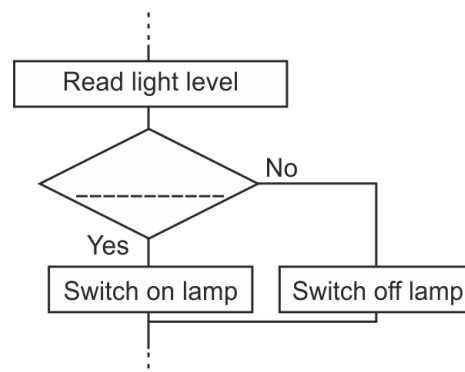 Read light level
No
Yes
Switch on lamp
Switch off lamp